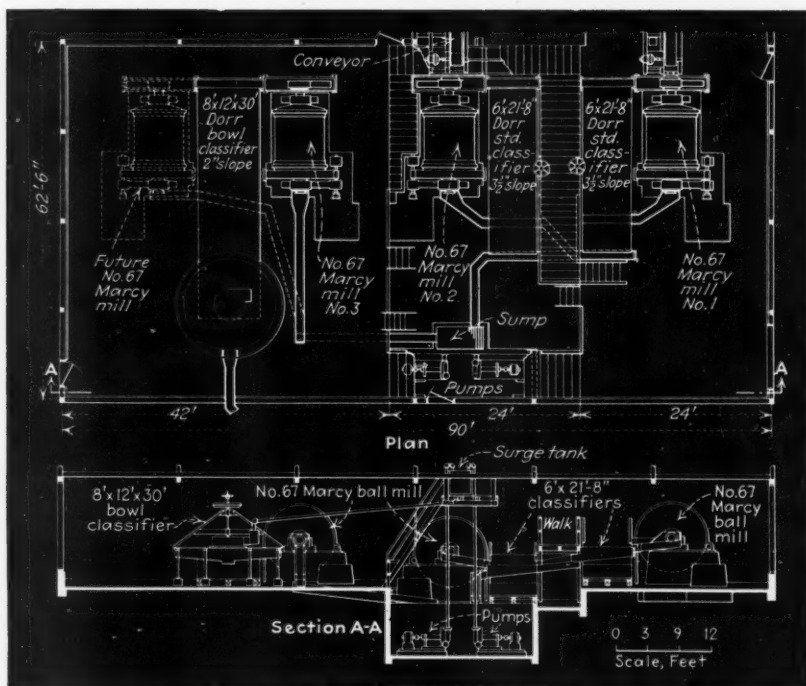 Conveyor
8'x12'x30'
Dorr
bowl
classifier
2" slope
6'x21'-8"
Dorr
std.
class-
ifier
3½" slope
6'x21'-8"
Dorr
std.
class-
ifier
3½" slope
62'-6"
Future
No.67
Marcy
mill
No.67
Marcy
mill
No.3
No.67
Marcy
mill
No.2
Sump
No.67
Marcy
mill
No.1
A
A
Pumps
42'
24'
24'
90'
Plan
Surge tank
8'x12'x30'
bowl
classifier
No.67 Marcy ball mill
6'x 21'-8"
classifiers
Walk
No.67
Marcy
ball
mill
Section A-A
Pumps
0 3 9 12
Scale, Feet